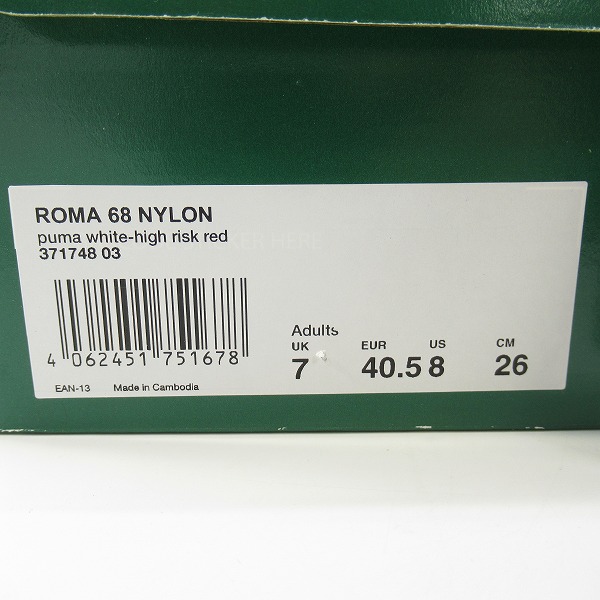 ROMA 68 NYLON
puma white-high risk red
371748 03
4 062451 751678
EAN-13 Made in Cambodia
Adults
UK EUR US CM
7 40.5 8 26